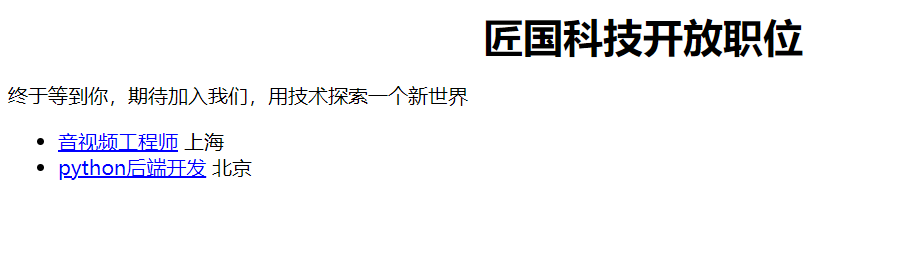 匠国科技开放职位
终于等到你，期待加入我们，用技术探索一个新世界
音视频工程师 上海
python后端开发 北京